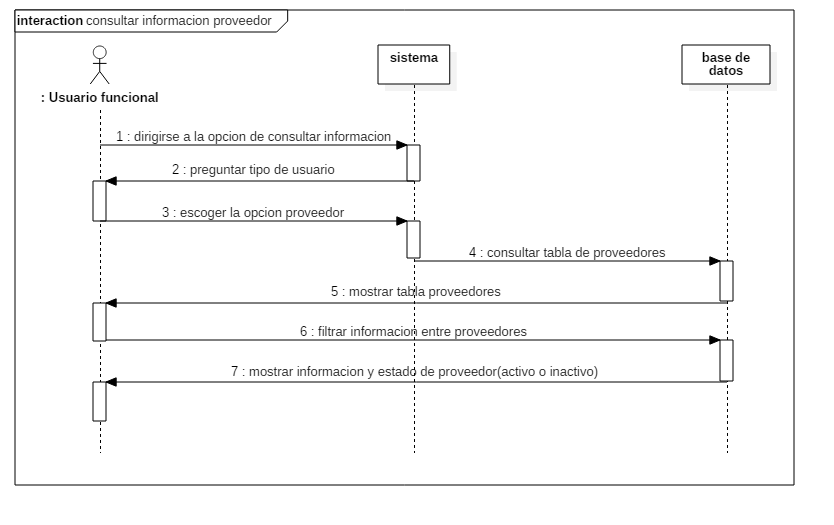 interaction consultar informacion proveedor
sistema
base de
datos
: Usuario funcional
1 : dirigirse a la opcion de consultar informacion
2 : preguntar tipo de usuario
3 : escoger la opcion proveedor
4 : consultar tabla de proveedores
5 : mostrar tabla proveedores
6 : filtrar informacion entre proveedores
7 : mostrar informacion y estado de proveedor(activo o inactivo)